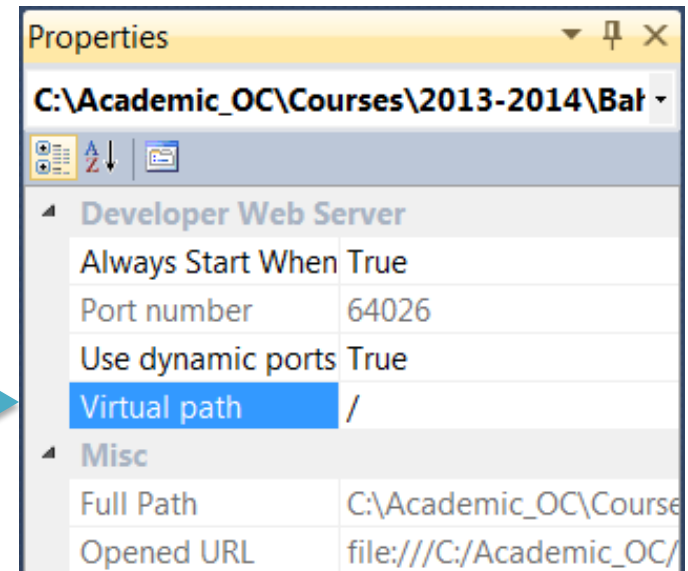 Properties
C:\Academic_OC\Courses\2013-2014\Bah
A
Z
Developer Web Server
Always Start When True
Port number 64026
Use dynamic ports True
Virtual path /
Misc
Full Path C:\Academic_OC\Course
Opened URL file:///C:/Academic_OC/